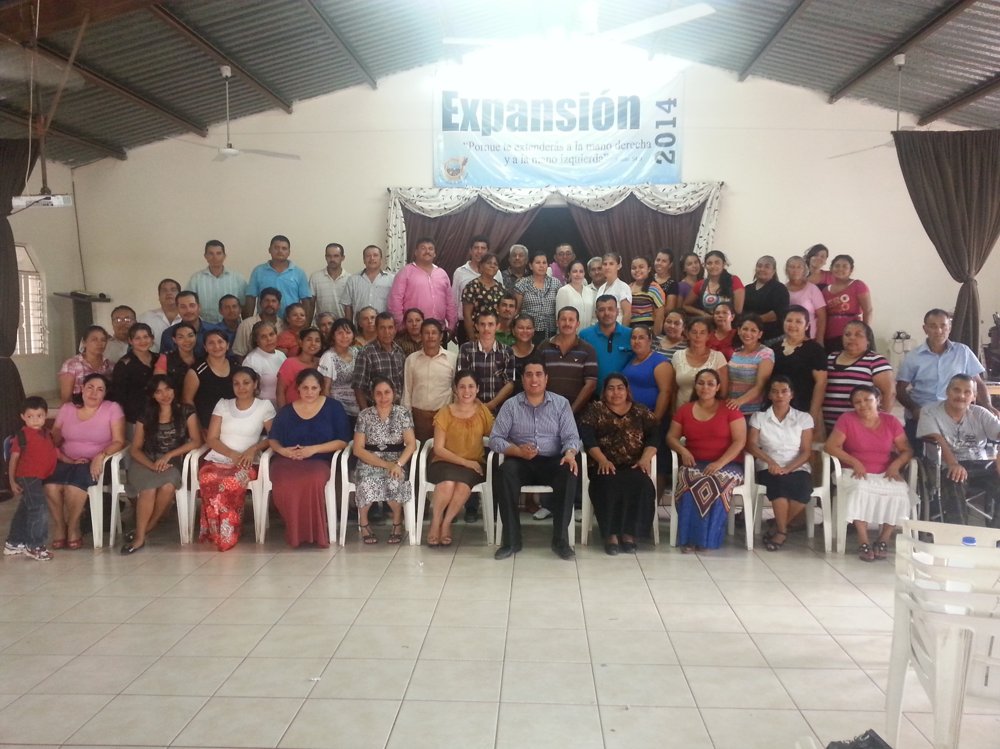 Expansión
2014
“Porque te extenderás a la mano derecha
y a la mano izquierda”